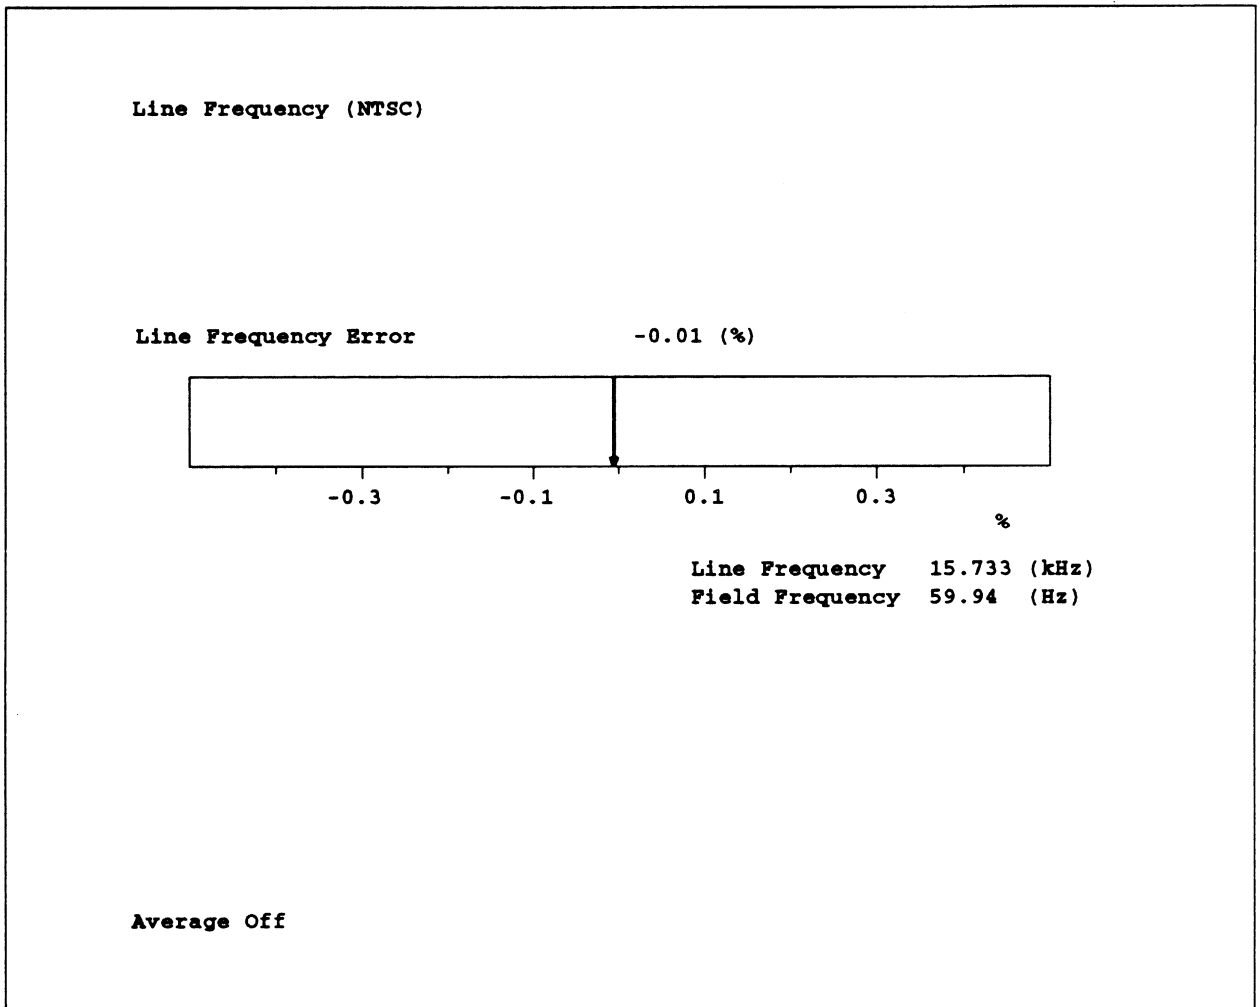 Line Frequency (NTSC)
Line Frequency Error -0.01 (%)
-0.3 -0.1 0.1 0.3
%
Line Frequency 15.733 (kHz)
Field Frequency 59.94 (Hz)
Average Off